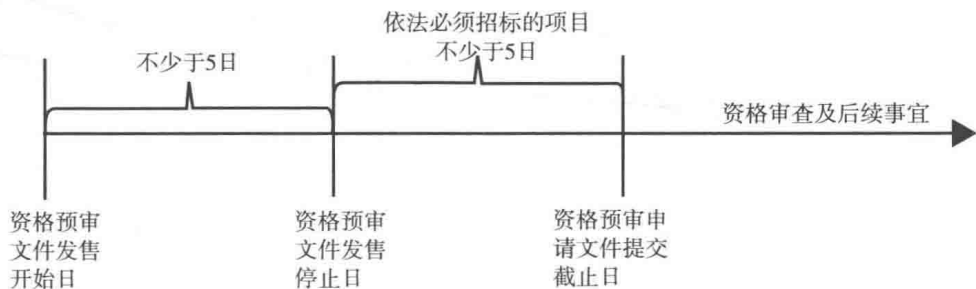 依法必须招标的项目
不少于5日
不少于5日
资格审查及后续事宜
资格预审
文件发售
开始日
资格预审
文件发售
停止日
资格预审申
请文件提交
截止日